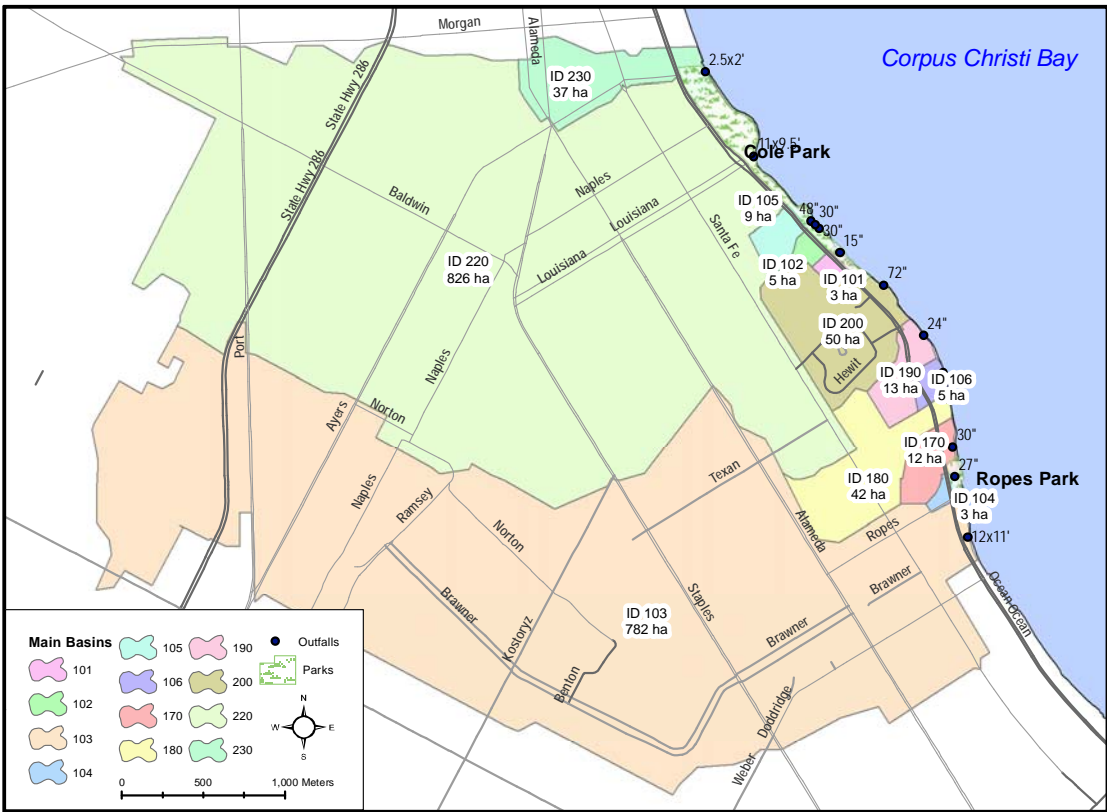 Morgan
Alameda
Corpus Christi Bay
2.5x2'
ID 230
37 ha
State Hwy 286
State Hwy 286
11x9.5'
Cole Park
Naples
Baldwin
Louisiana
Louisiana
Santa Fe
ID 105
9 ha
48"
30"
30"
15"
ID 220
826 ha
ID 102
5 ha
ID 101
3 ha
72"
ID 200
50 ha
24"
Hewit
ID 190
13 ha
ID 106
5 ha
Port
Naples
Ayers
Norton
30"
ID 170
12 ha
27"
Ropes Park
Texan
ID 180
42 ha
ID 104
3 ha
Naples
Ramsey
Norton
Alameda
Ropes
12x11'
Brawner
Ocean
Ocean
Brawner
Kostoryz
ID 103
782 ha
Staples
Brawner
Benton
Doddridge
Weber
Main Basins
101
102
103
104
105
106
170
180
190
200
220
230
Outfalls
Parks
N
W E
S
0 500 1,000 Meters